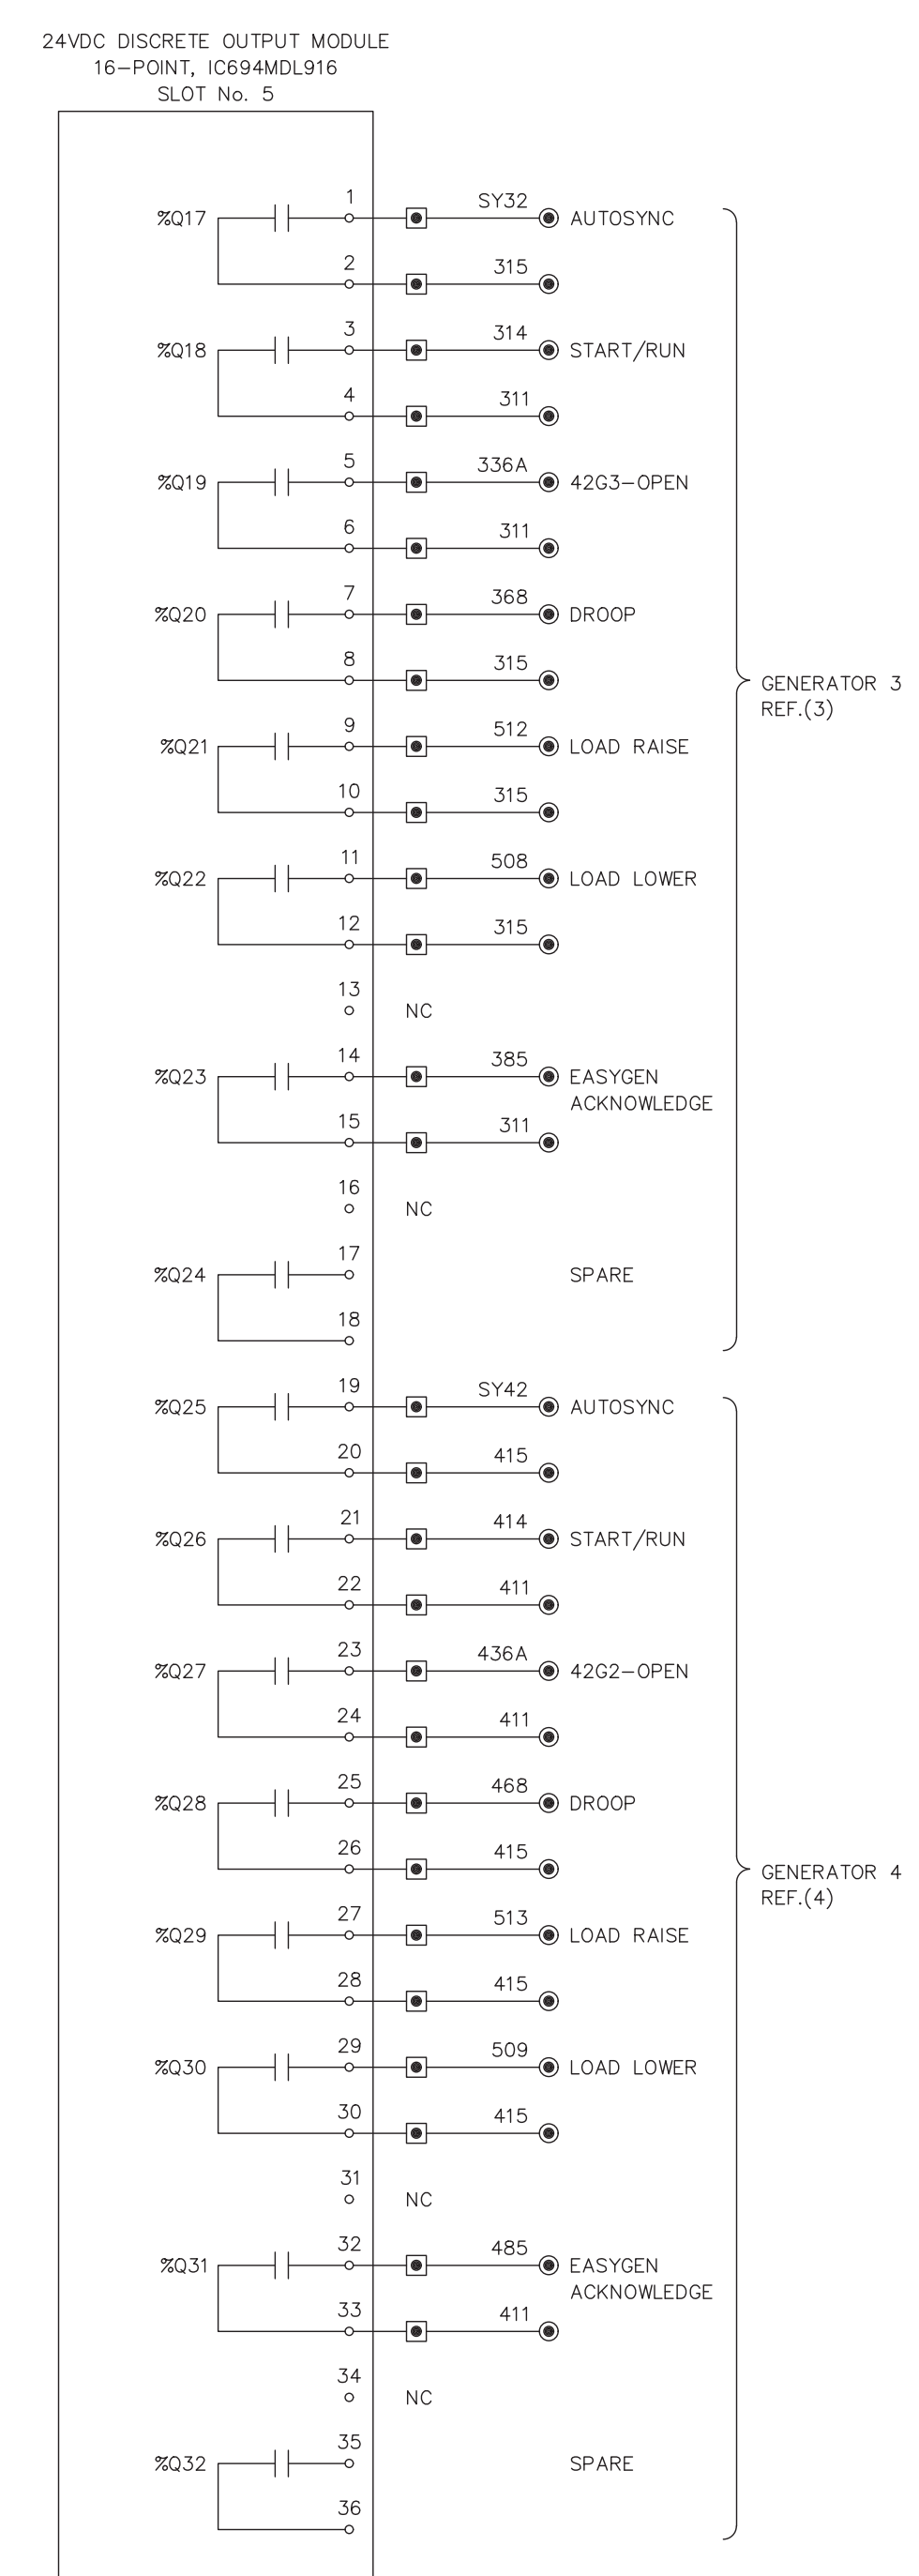 24VDC DISCRETE OUTPUT MODULE
16-POINT, IC694MDL916
SLOT No. 5
1
%Q17 SY32 AUTOSYNC
2 315
3
%Q18 314 START/RUN
4 311
5
%Q19 336A 42G3-OPEN
6 311
7
%Q20 368 DROOP
8 315
GENERATOR 3
REF.(3)
9
%Q21 512 LOAD RAISE
10 315
11
%Q22 508 LOAD LOWER
12 315
13 NC
14
%Q23 385 EASYGEN
ACKNOWLEDGE
15 311
16 NC
17
%Q24 SPARE
18
19
%Q25 SY42 AUTOSYNC
20 415
21
%Q26 414 START/RUN
22 411
23
%Q27 436A 42G2-OPEN
24 411
25
%Q28 468 DROOP
26 415
GENERATOR 4
REF.(4)
27
%Q29 513 LOAD RAISE
28 415
29
%Q30 509 LOAD LOWER
30 415
31 NC
32
%Q31 485 EASYGEN
ACKNOWLEDGE
33 411
34 NC
35
%Q32 SPARE
36